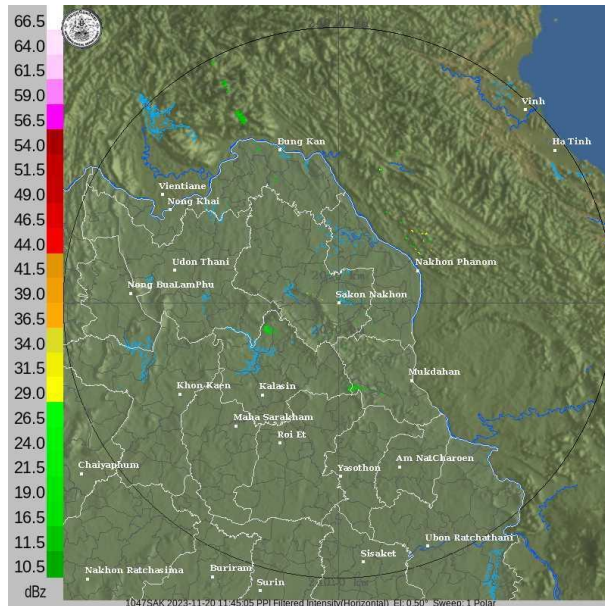 66.5
64.0
61.5
59.0
56.5
54.0
51.5
49.0
46.5
44.0
41.5
39.0
36.5
34.0
31.5
29.0
26.5
24.0
21.5
19.0
16.5
14.0
11.5
10.5
dBz
Vinh
Ha Tinh
Bung Kan
Vientiane
Nong Khai
Udon Thani
Nakhon Phanom
Nong BuaLamPhu
Sakon Nakhon
Khon Kaen
Kalasin
Mukdahan
Maha Sarakham
Roi Et
Chaiyaphum
Yasothon
Am NatCharoen
Ubon Ratchathani
Sisaket
Nakhon Ratchasima
Buriram
Surin
1047SAK 2023-11-20 11:45:05 PPI Filtered Intensity(Horizontal) El: 0.50° Sweep: 1 Polar